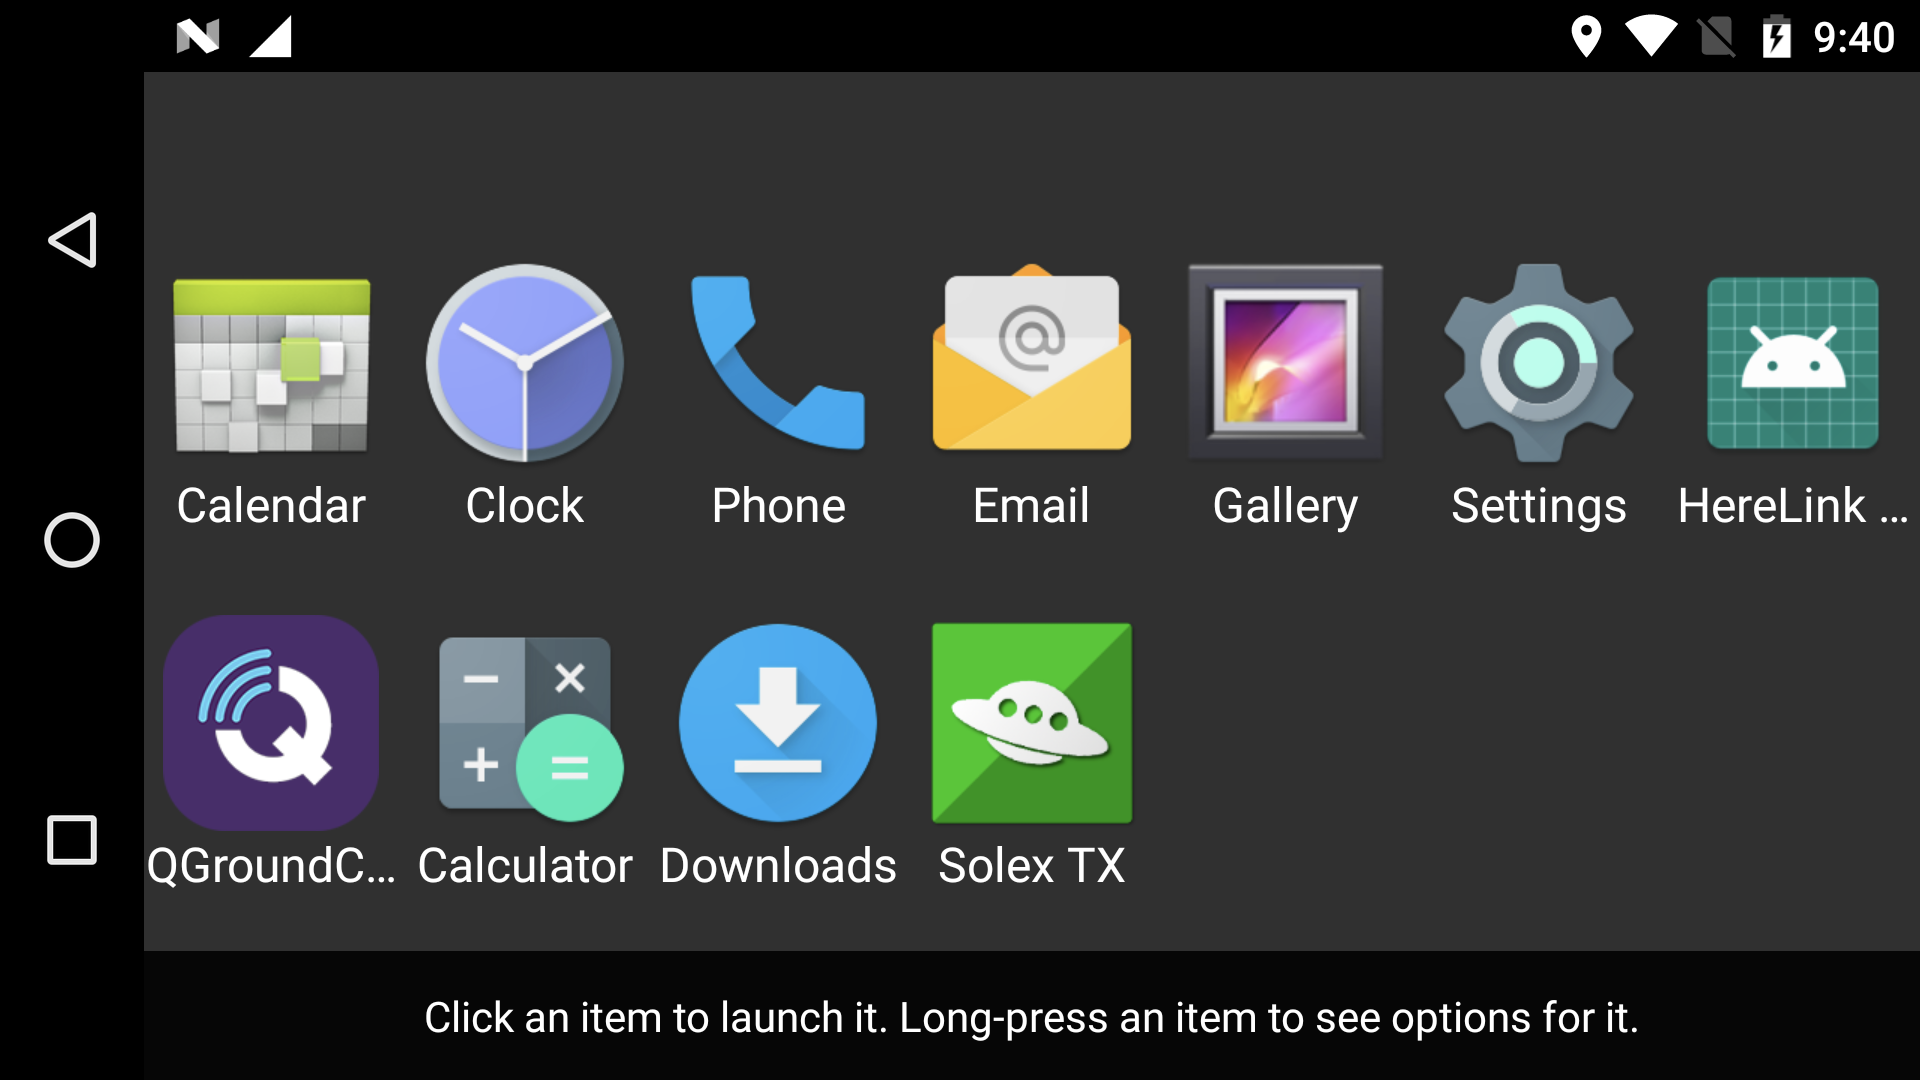 9:40
Calendar Clock Phone Email Gallery Settings HereLink ...
QGroundC... Calculator Downloads Solex TX
Click an item to launch it. Long-press an item to see options for it.